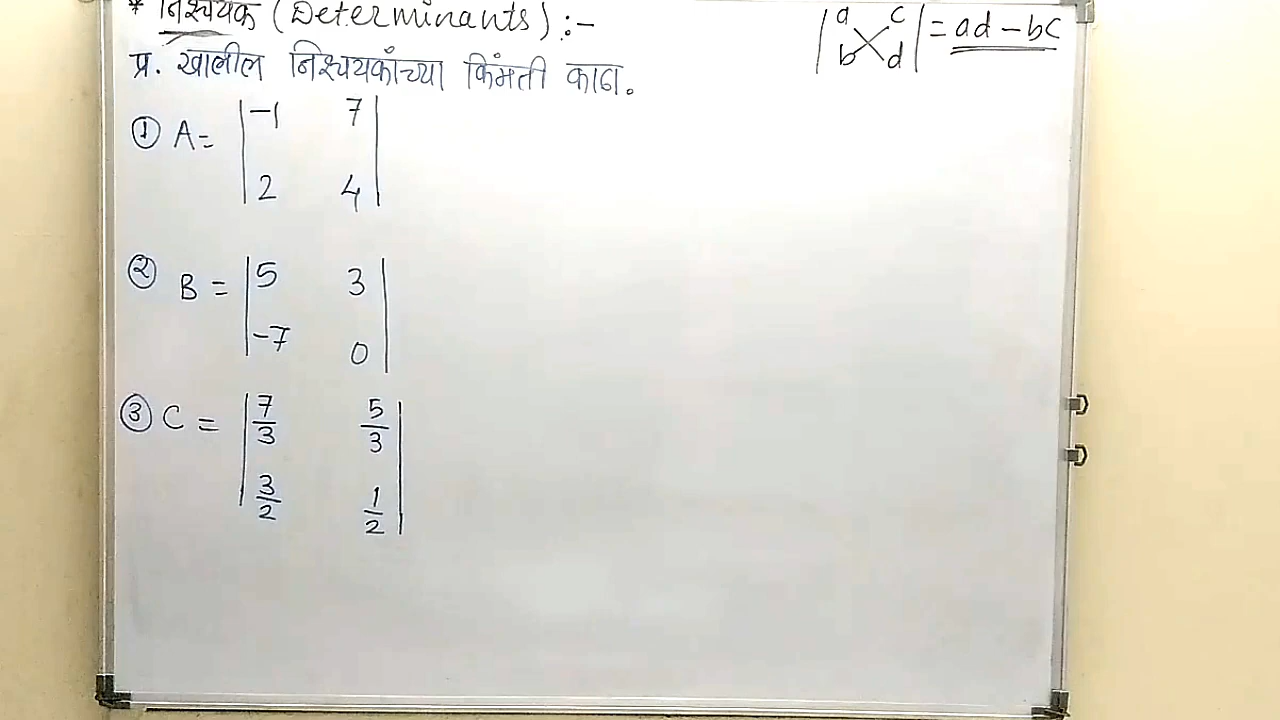 * निश्चयक (Determinants) :-
|a c| = ad - bc
|b d|
प्र. खालील निश्चयकांच्या किंमती काढा.
① A = |-1 7|
|2 4|
② B = |5 3|
|-7 0|
③ C = |7/3 5/3|
|3/2 1/2|